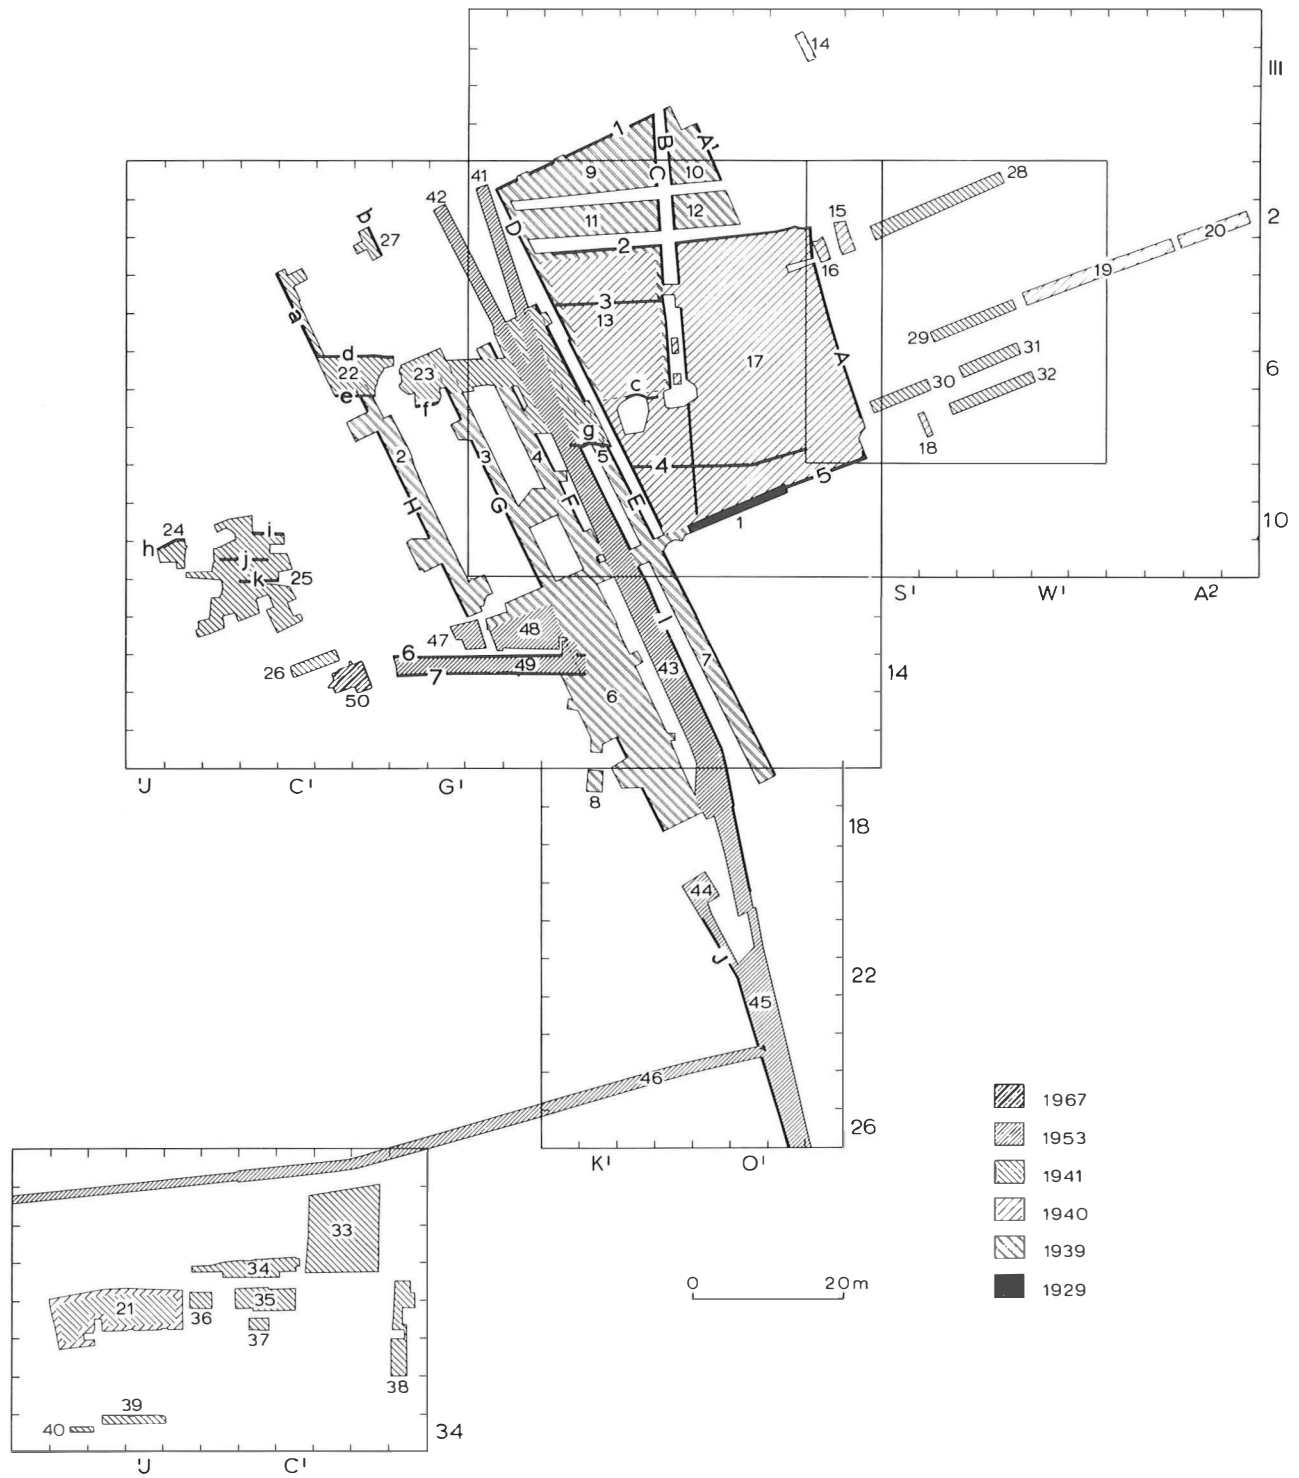 14
III
1
B
A'
41
9
C
10
28
42
b
15
2
27
D
11
12
20
2
16
19
a
3
13
29
31
d
17
A
6
22
23
c
30
32
e
f
g
18
2
3
4
5
4
5
H
G
F
E
1
10
24
i
h
j
k
25
S'
W'
A2
I
48
47
7
6
49
43
14
26
7
6
50
'J
C'
G'
8
18
44
J
22
45
46
26
K'
O'
1967
1953
1941
33
1940
34
1939
21
36
35
0
20m
1929
37
38
39
40
34
'J
C'